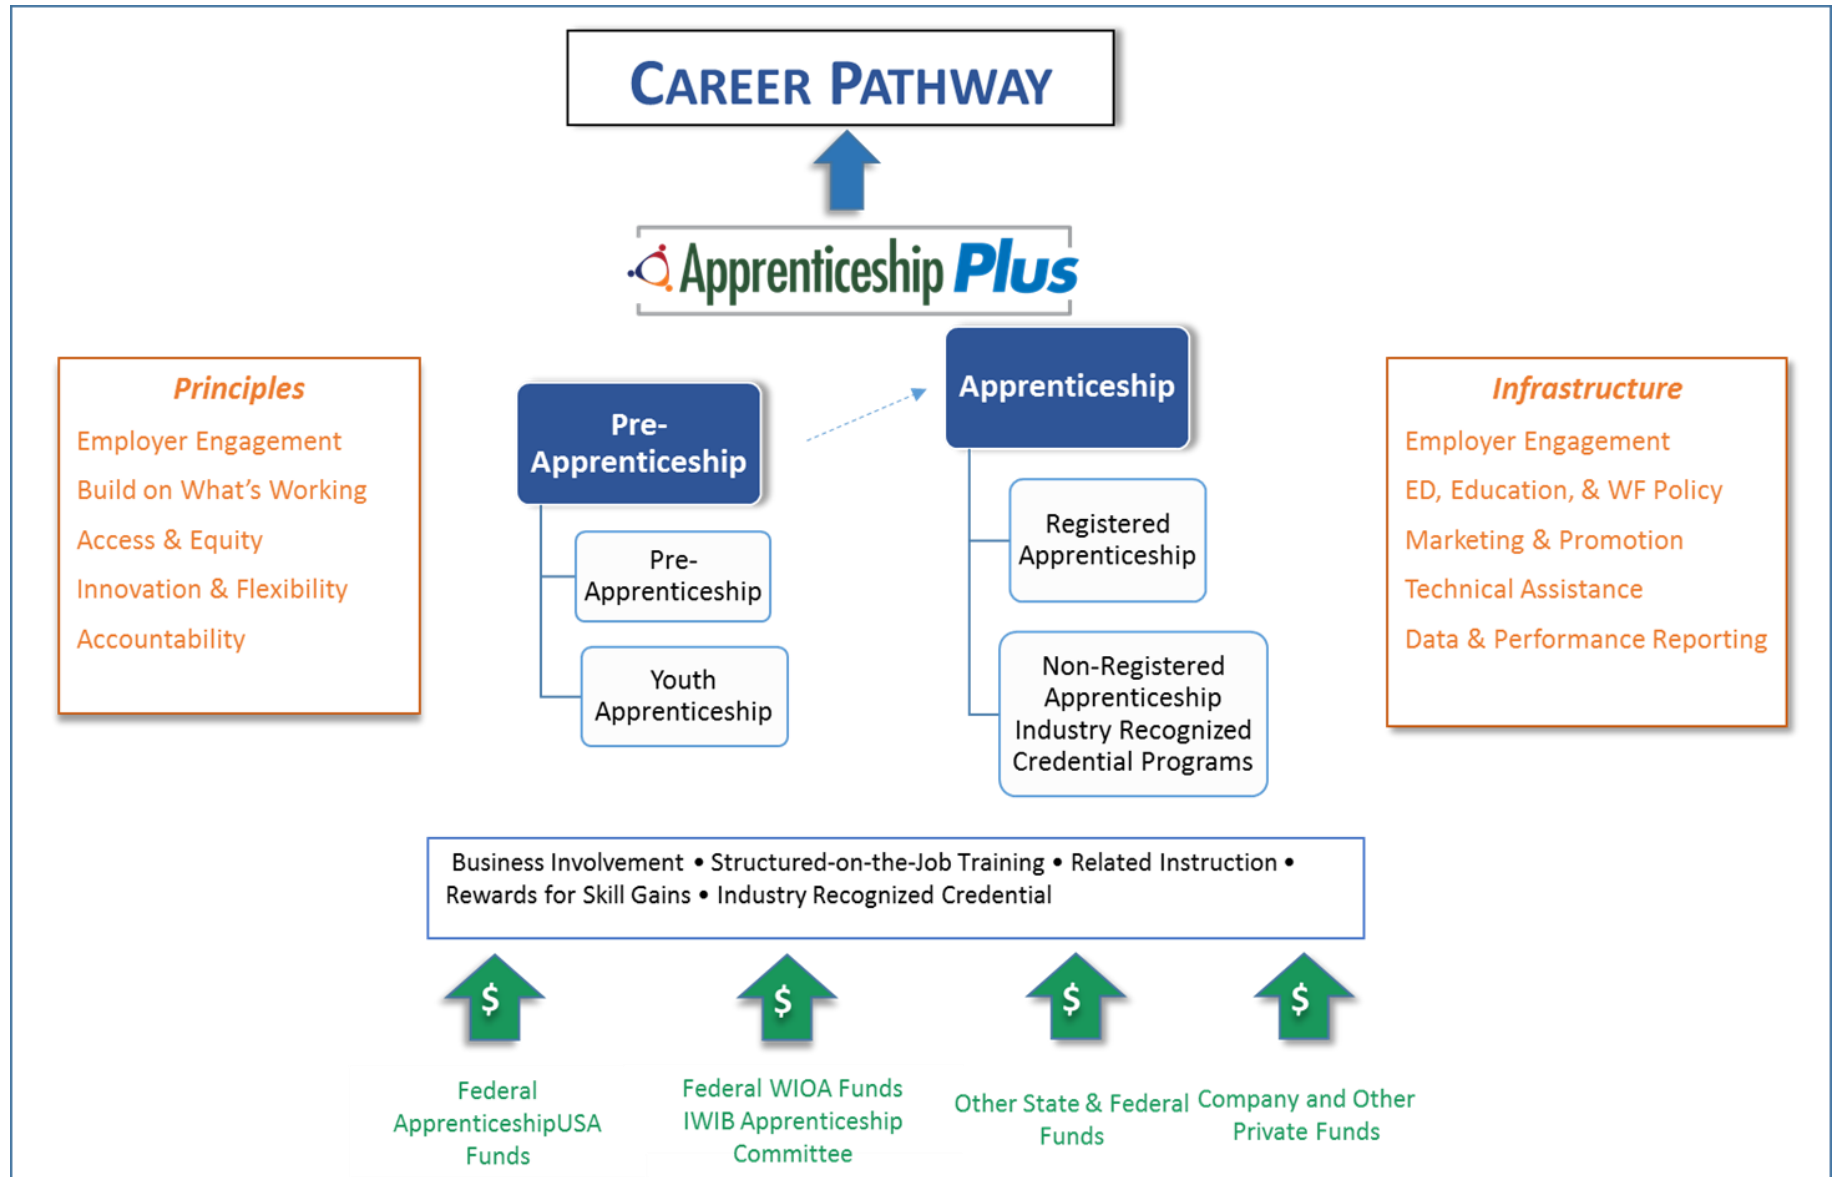 CAREER PATHWAY
Apprenticeship Plus
Principles
Employer Engagement
Build on What's Working
Access & Equity
Innovation & Flexibility
Accountability
Pre-
Apprenticeship
Pre-
Apprenticeship
Youth
Apprenticeship
Apprenticeship
Registered
Apprenticeship
Non-Registered
Apprenticeship
Industry Recognized
Credential Programs
Infrastructure
Employer Engagement
ED, Education, & WF Policy
Marketing & Promotion
Technical Assistance
Data & Performance Reporting
Business Involvement • Structured-on-the-Job Training • Related Instruction •
Rewards for Skill Gains • Industry Recognized Credential
$
$
$
$
Federal
ApprenticeshipUSA
Funds
Federal WIOA Funds
IWIB Apprenticeship
Committee
Other State & Federal
Funds
Company and Other
Private Funds